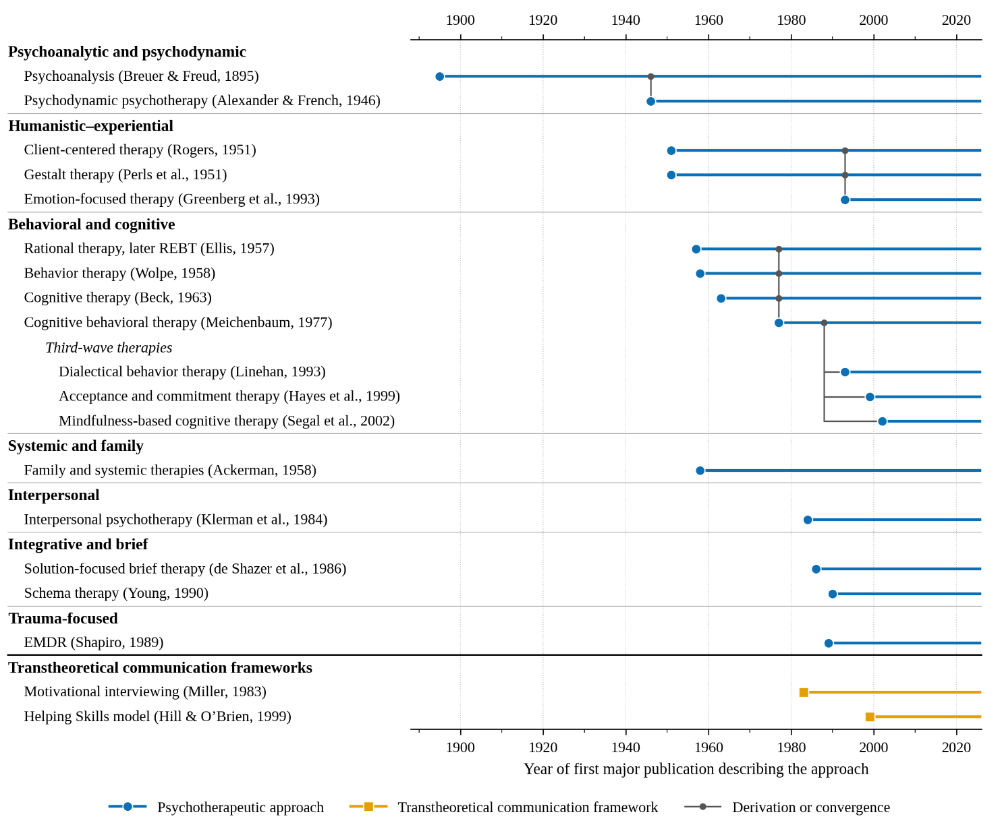 1900 1920 1940 1960 1980 2000 2020
Psychoanalytic and psychodynamic
Psychoanalysis (Breuer & Freud, 1895)
Psychodynamic psychotherapy (Alexander & French, 1946)
Humanistic–experiential
Client-centered therapy (Rogers, 1951)
Gestalt therapy (Perls et al., 1951)
Emotion-focused therapy (Greenberg et al., 1993)
Behavioral and cognitive
Rational therapy, later REBT (Ellis, 1957)
Behavior therapy (Wolpe, 1958)
Cognitive therapy (Beck, 1963)
Cognitive behavioral therapy (Meichenbaum, 1977)
Third-wave therapies
Dialectical behavior therapy (Linehan, 1993)
Acceptance and commitment therapy (Hayes et al., 1999)
Mindfulness-based cognitive therapy (Segal et al., 2002)
Systemic and family
Family and systemic therapies (Ackerman, 1958)
Interpersonal
Interpersonal psychotherapy (Klerman et al., 1984)
Integrative and brief
Solution-focused brief therapy (de Shazer et al., 1986)
Schema therapy (Young, 1990)
Trauma-focused
EMDR (Shapiro, 1989)
Transtheoretical communication frameworks
Motivational interviewing (Miller, 1983)
Helping Skills model (Hill & O’Brien, 1999)
1900 1920 1940 1960 1980 2000 2020
Year of first major publication describing the approach
Psychotherapeutic approach Transtheoretical communication framework Derivation or convergence